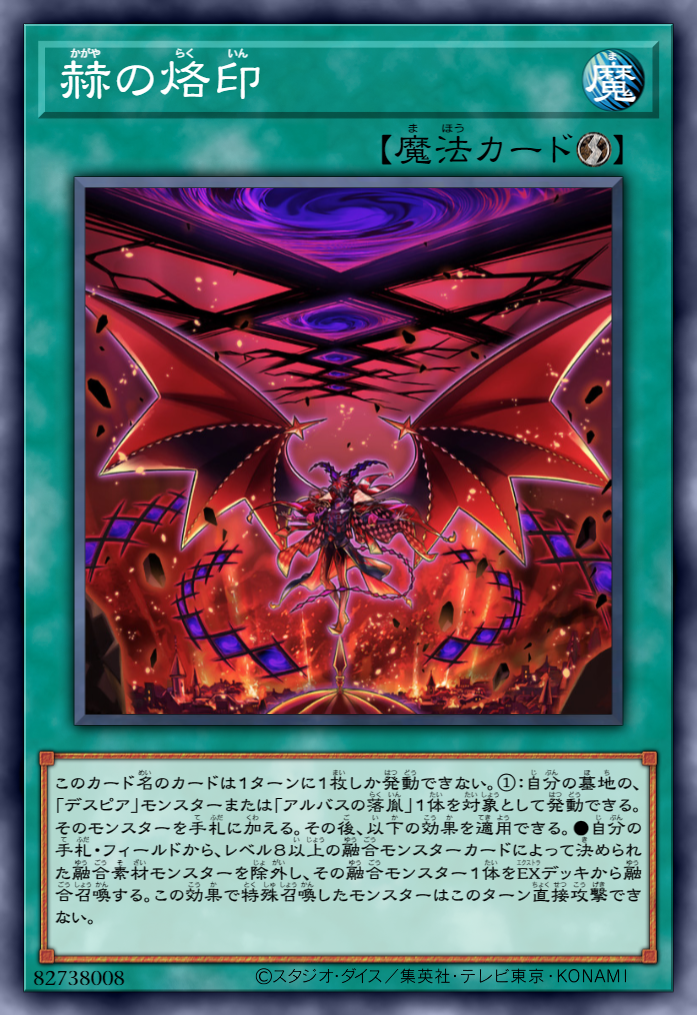 赫の烙印
魔
【魔法カード】
このカード名のカードは1ターンに1枚しか発動できない。①：自分の墓地の、
「デスピア」モンスターまたは「アルバスの落胤」1体を対象として発動できる。
そのモンスターを手札に加える。その後、以下の効果を適用できる。●自分の
手札・フィールドから、レベル8以上の融合モンスターカードによって決められ
た融合素材モンスターを除外し、その融合モンスター1体をEXデッキから融
合召喚する。この効果で特殊召喚したモンスターはこのターン直接攻撃でき
ない。
82738008 ©スタジオ・ダイス／集英社・テレビ東京・KONAMI